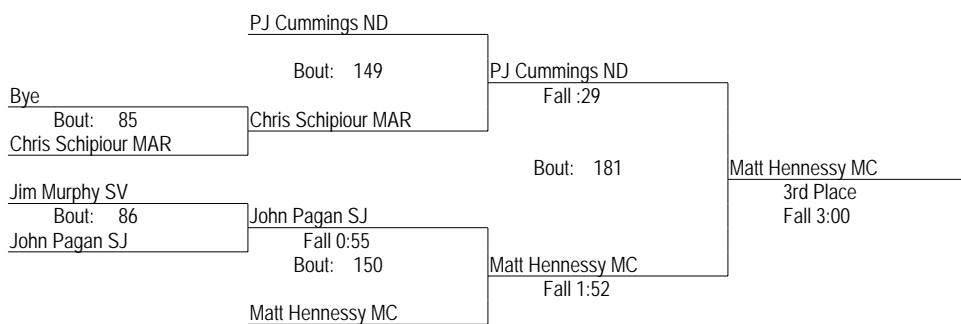 PJ Cummings ND
Bout: 149
PJ Cummings ND
Bye
Fall :29
Bout: 85
Chris Schipiour MAR
Chris Schipiour MAR
Bout: 181
Matt Hennessy MC
Jim Murphy SV
3rd Place
Bout: 86
John Pagan SJ
Fall 3:00
John Pagan SJ
Fall 0:55
Bout: 150
Matt Hennessy MC
Fall 1:52
Matt Hennessy MC